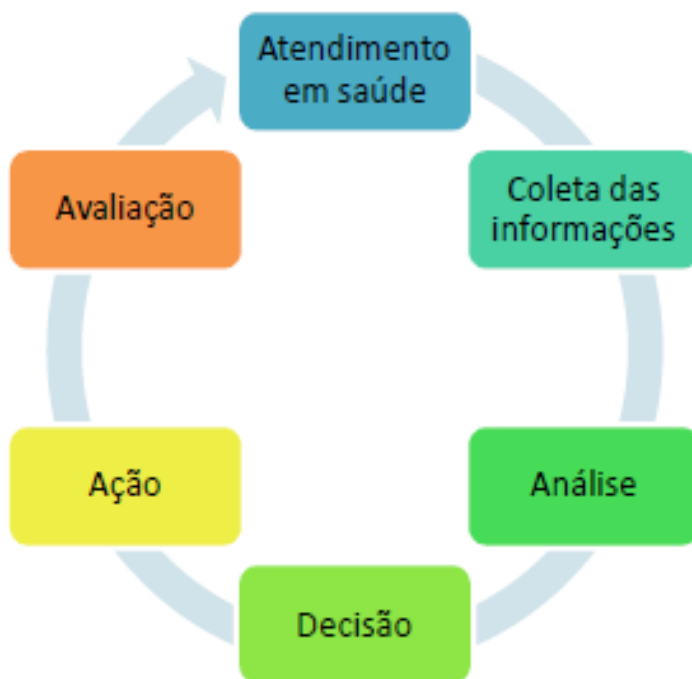 Atendimento
em saúde
Coleta das
informações
Análise
Decisão
Ação
Avaliação